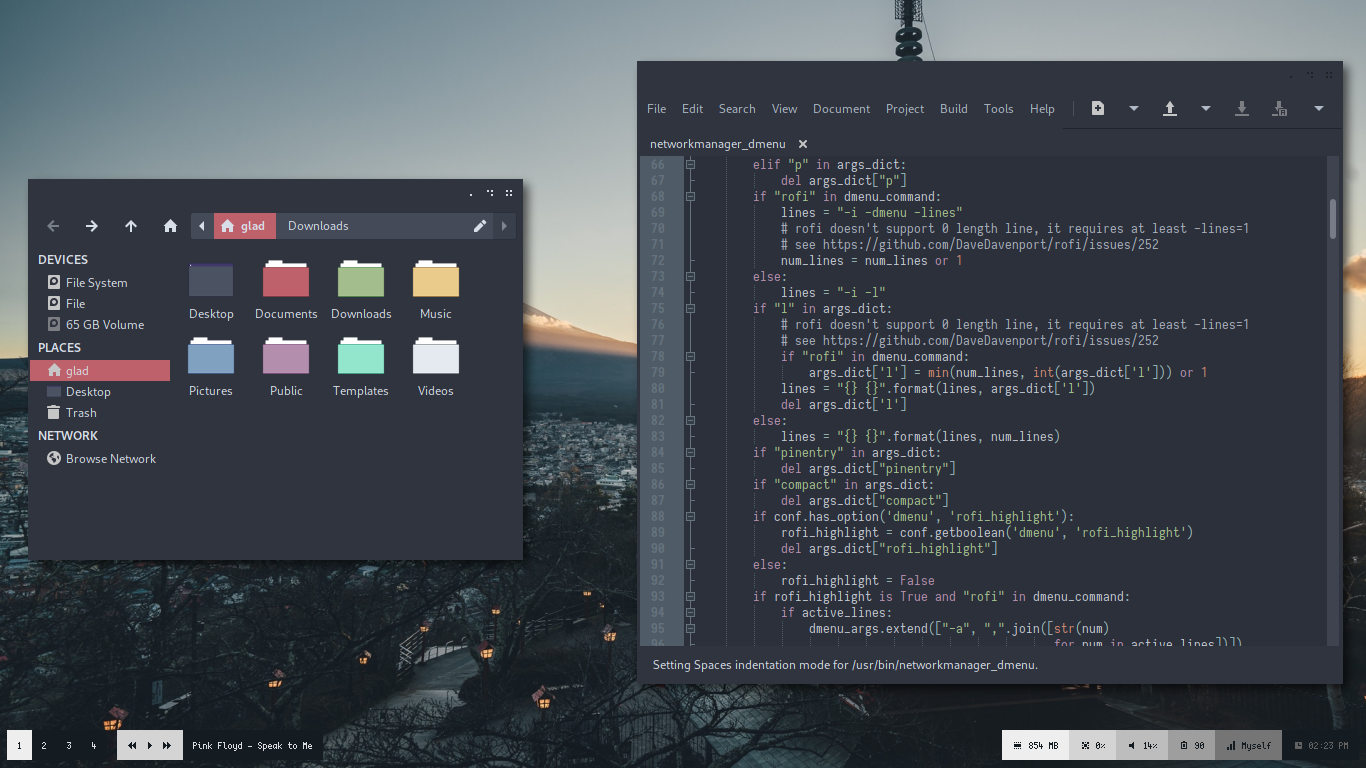 glad Downloads
DEVICES
File System
File
65 GB Volume
PLACES
glad
Desktop
Trash
NETWORK
Browse Network
Desktop Documents Downloads Music
Pictures Public Templates Videos
File Edit Search View Document Project Build Tools Help
networkmanager_dmenu
66 elif "p" in args_dict:
67 del args_dict["p"]
68 if "rofi" in dmenu_command:
69 lines = "-i -dmenu -lines"
70 # rofi doesn't support 0 length line, it requires at least -lines=1
71 # see https://github.com/DaveDavenport/rofi/issues/252
72 num_lines = num_lines or 1
73 else:
74 lines = "-i -l"
75 if "l" in args_dict:
76 # rofi doesn't support 0 length line, it requires at least -lines=1
77 # see https://github.com/DaveDavenport/rofi/issues/252
78 if "rofi" in dmenu_command:
79 args_dict['l'] = min(num_lines, int(args_dict['l'])) or 1
80 lines = "{} {}".format(lines, args_dict['l'])
81 del args_dict['l']
82 else:
83 lines = "{} {}".format(lines, num_lines)
84 if "pinentry" in args_dict:
85 del args_dict["pinentry"]
86 if "compact" in args_dict:
87 del args_dict["compact"]
88 if conf.has_option('dmenu', 'rofi_highlight'):
89 rofi_highlight = conf.getboolean('dmenu', 'rofi_highlight')
90 del args_dict["rofi_highlight"]
91 else:
92 rofi_highlight = False
93 if rofi_highlight is True and "rofi" in dmenu_command:
94 if active_lines:
95 dmenu_args.extend(["-a", ",".join([str(num)
96 for num in active_lines])])
Setting Spaces indentation mode for /usr/bin/networkmanager_dmenu.
1 2 3 4 Pink Floyd - Speak to Me 854 MB 0% 14% 90 Myself 02:23 PM